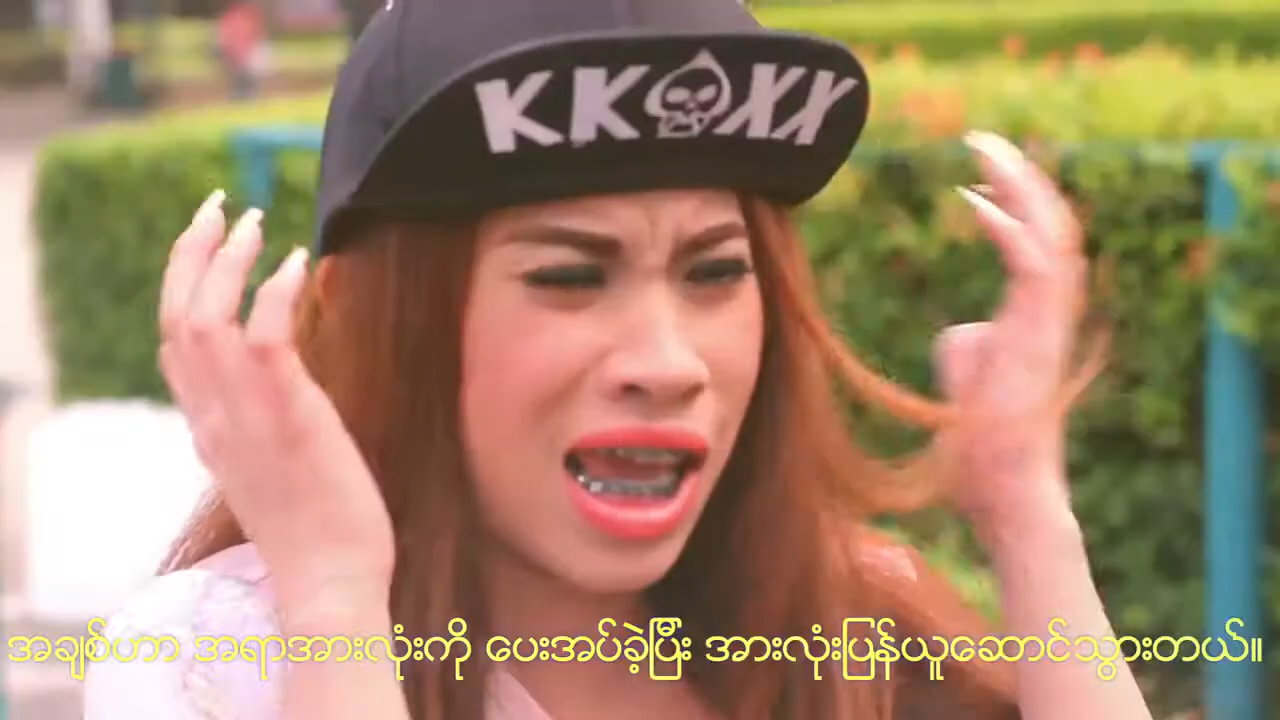 KKOXX
အချစ်ဟာ အရာအားလုံးကို ပေးအပ်ခဲ့ပြီး အားလုံးပြန်ယူဆောင်သွားတယ်။